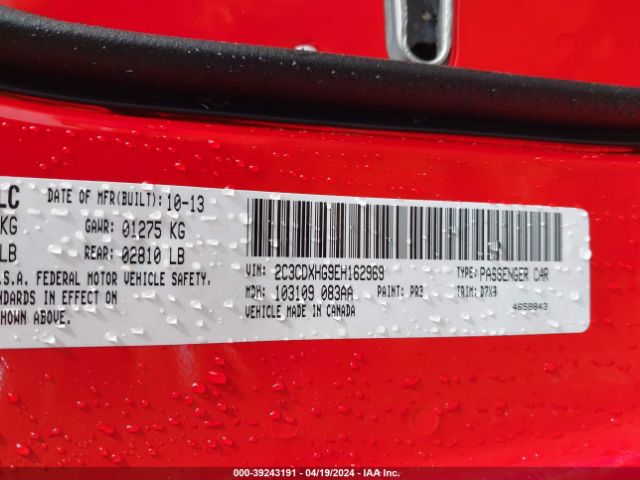 LC DATE OF MFR(BUILT): 10-13
KG GAWR: 01275 KG
LB REAR: 02810 LB
.S.A. FEDERAL MOTOR VEHICLE SAFETY
NDARDS IN EFFECT ON
SHOWN ABOVE.
VIN: 2C3CDXHG9EH162969 TYPE: PASSENGER CAR
MDH: 103109 083AA PAINT: PR3 TRIM: D7X9
VEHICLE MADE IN CANADA 4658843
000-39243191 - 04/19/2024 - IAA Inc.